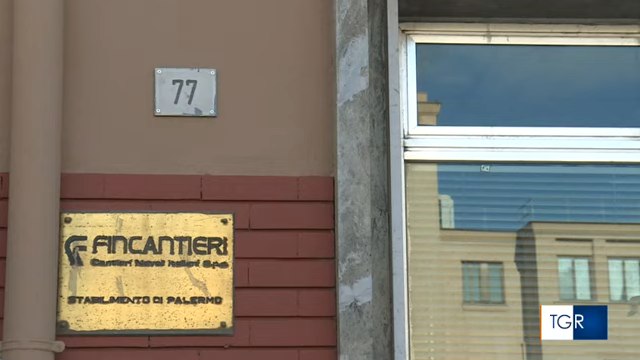 77
FINCANTIERI
Cantieri Navali Italiani S.p.A
STABILIMENTO DI PALERMO
TGR